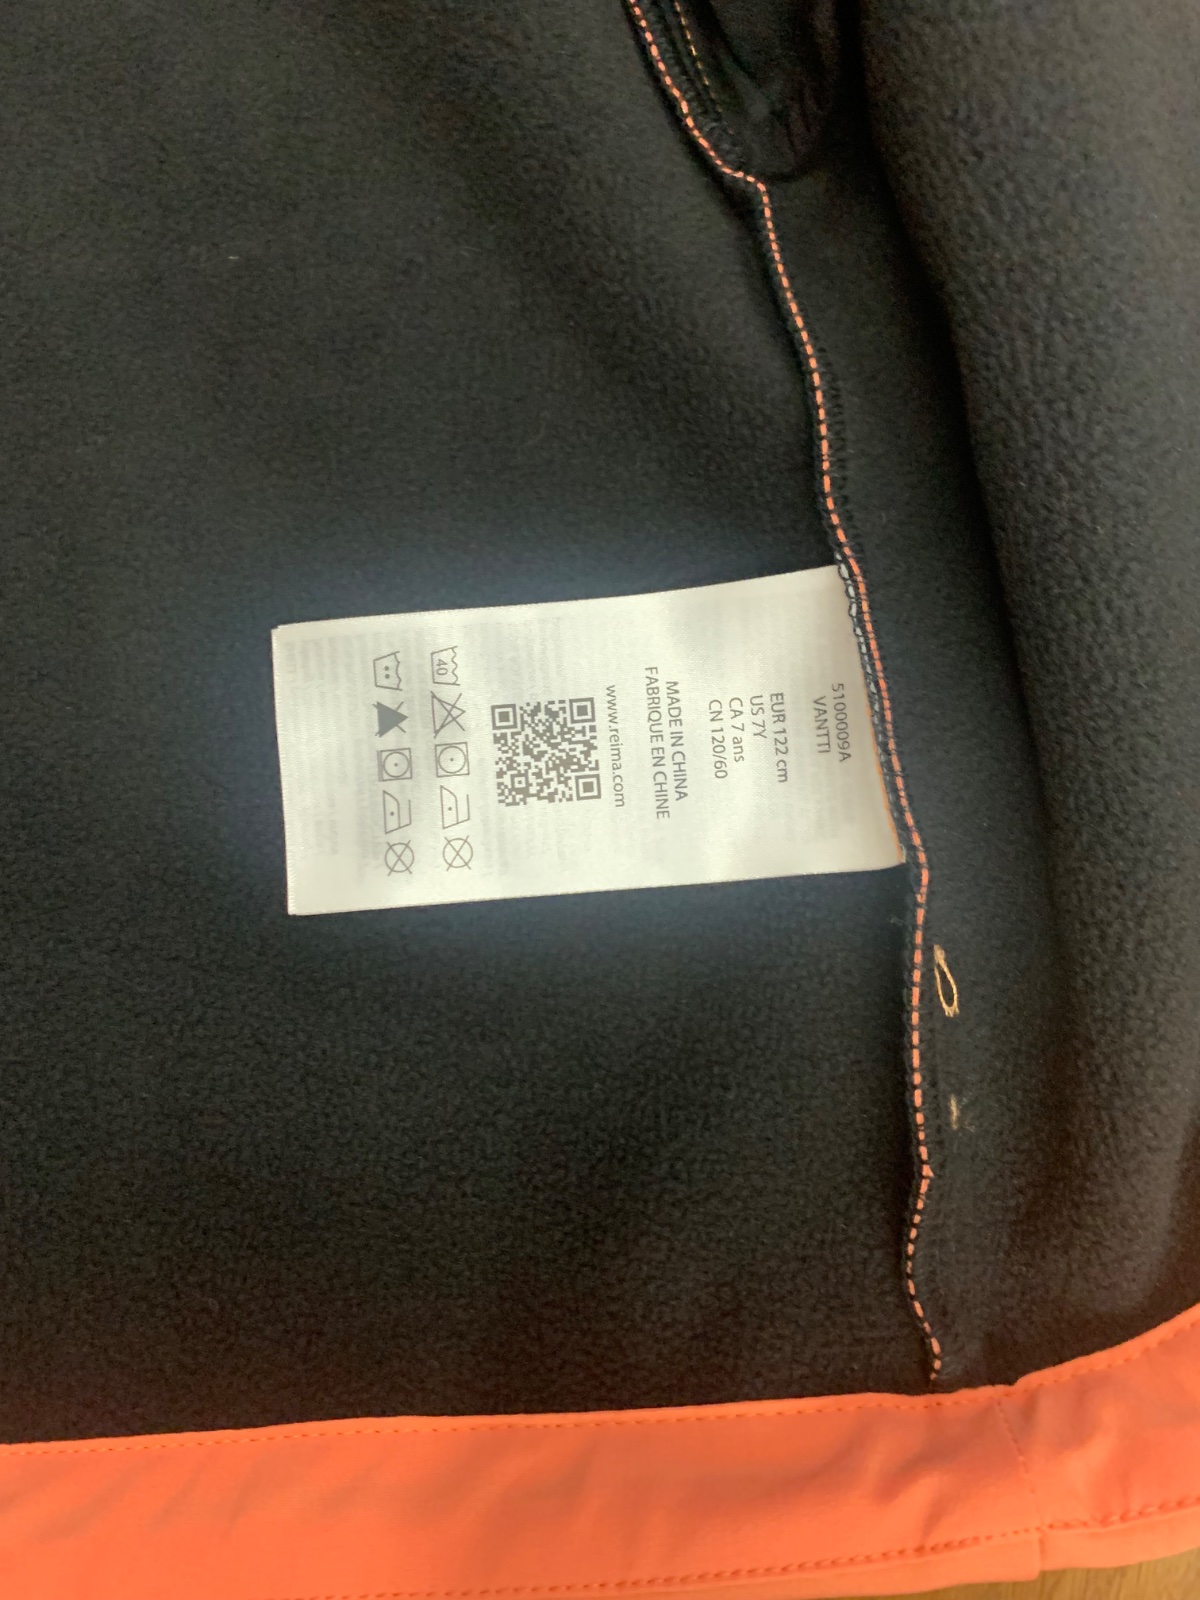 5100009A
VANTTI
EUR 122 cm
US 7Y
CA 7 ans
CN 120/60
MADE IN CHINA
FABRIQUE EN CHINE
www.reima.com
40